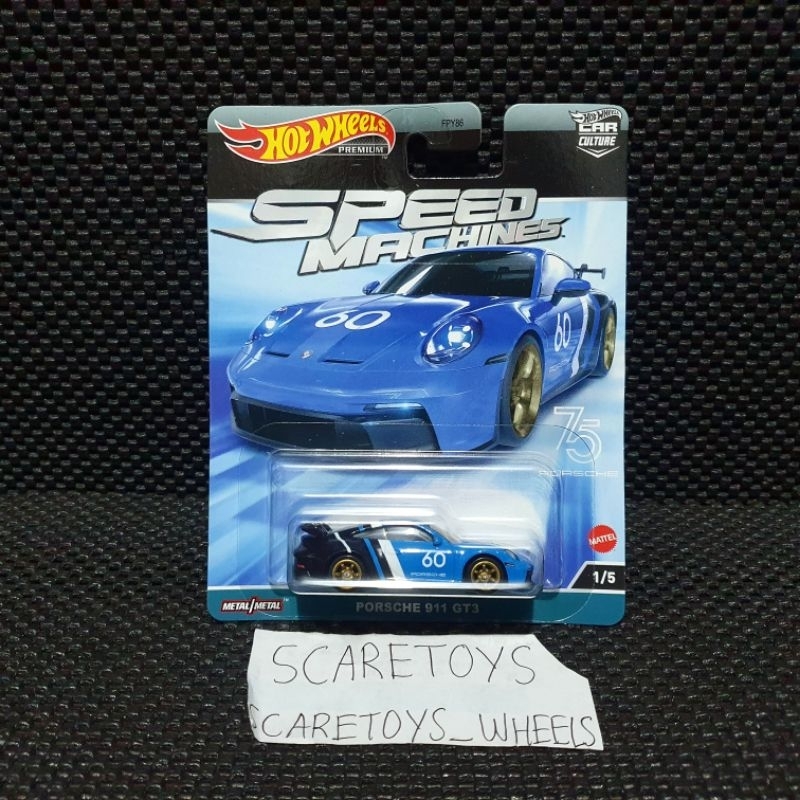 HOT WHEELS
PREMIUM
FPY86
HOT WHEELS
CAR
CULTURE
SPEED
MACHINES
60
60
75
PORSCHE
60
PORSCHE
MATTEL
1/5
METAL/METAL™
PORSCHE 911 GT3
SCARETOYS
SCARETOYS_WHEELS